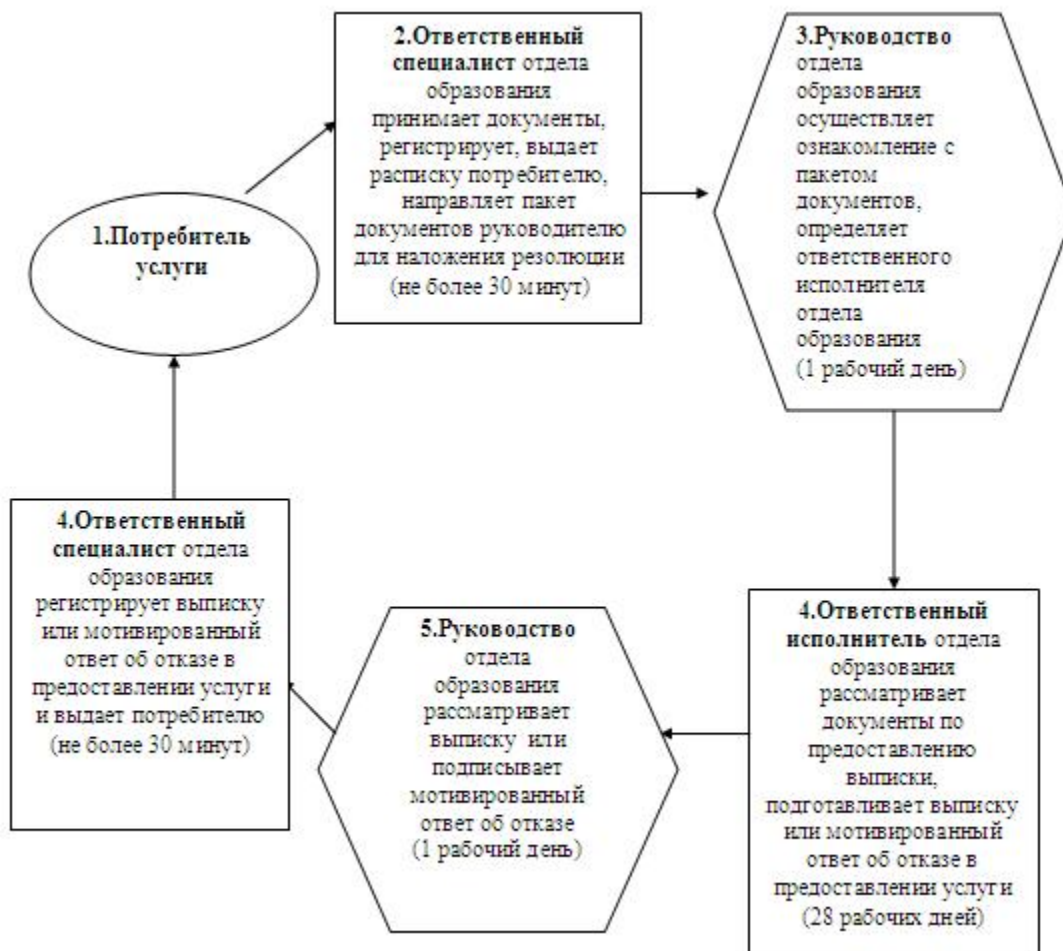 1.Потребитель
услуги
2.Ответственный
специалист отдела
образования
принимает документы,
регистрирует, выдает
расписку потребителю,
направляет пакет
документов руководителю
для наложения резолюции
(не более 30 минут)
3.Руководство
отдела
образования
осуществляет
ознакомление с
пакетом
документов,
определяет
ответственного
исполнителя
отдела
образования
(1 рабочий день)
4.Ответственный
исполнитель отдела
образования
рассматривает
документы по
предоставлению
выписки,
подготавливает выписку
или мотивированный
ответ об отказе в
предоставлении услуги
(28 рабочих дней)
5.Руководство
отдела
образования
рассматривает
выписку или
подписывает
мотивированный
ответ об отказе
(1 рабочий день)
4.Ответственный
специалист отдела
образования
регистрирует выписку
или мотивированный
ответ об отказе в
предоставлении услуги
и выдает потребителю
(не более 30 минут)